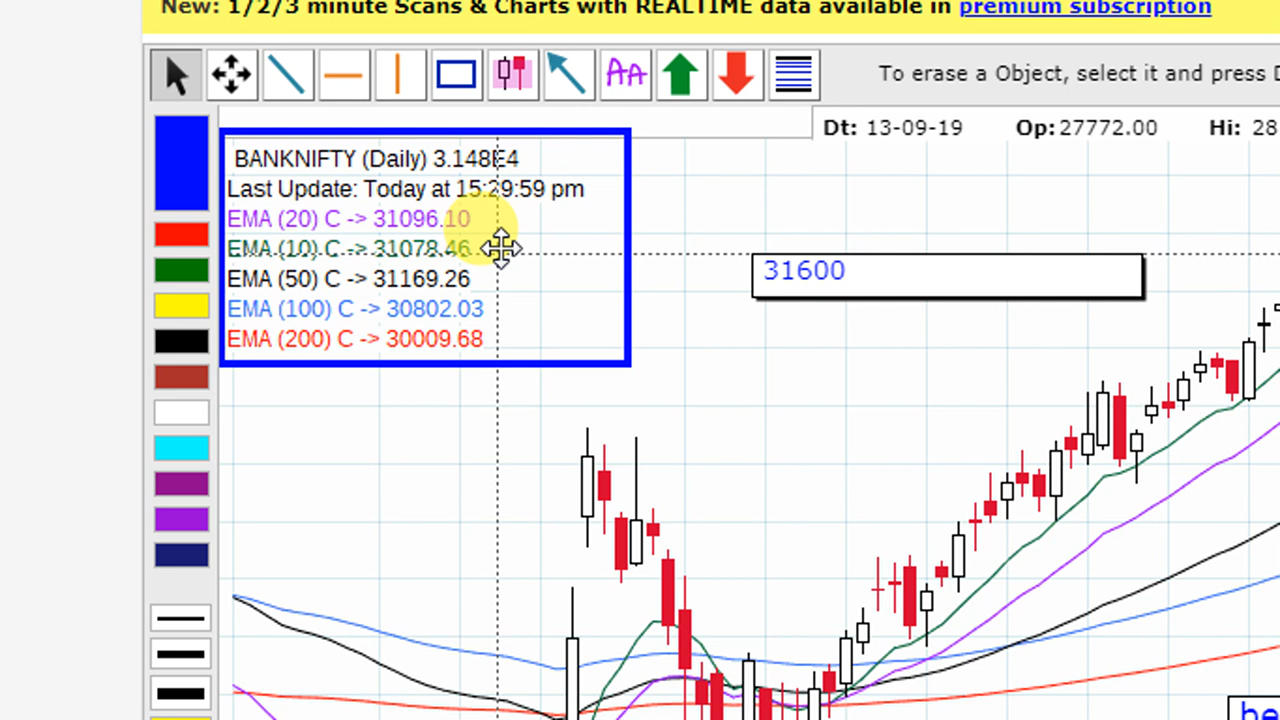 New: 1/2/3 minute Scans & Charts with REALTIME data available in premium subscription
AA
To erase a Object, select it and press
Dt: 13-09-19 Op:27772.00 Hi: 28
BANKNIFTY (Daily) 3.148E4
Last Update: Today at 15:29:59 pm
EMA (20) C -> 31096.10
EMA (10) C -> 31078.46
EMA (50) C -> 31169.26
EMA (100) C -> 30802.03
EMA (200) C -> 30009.68
31600
be